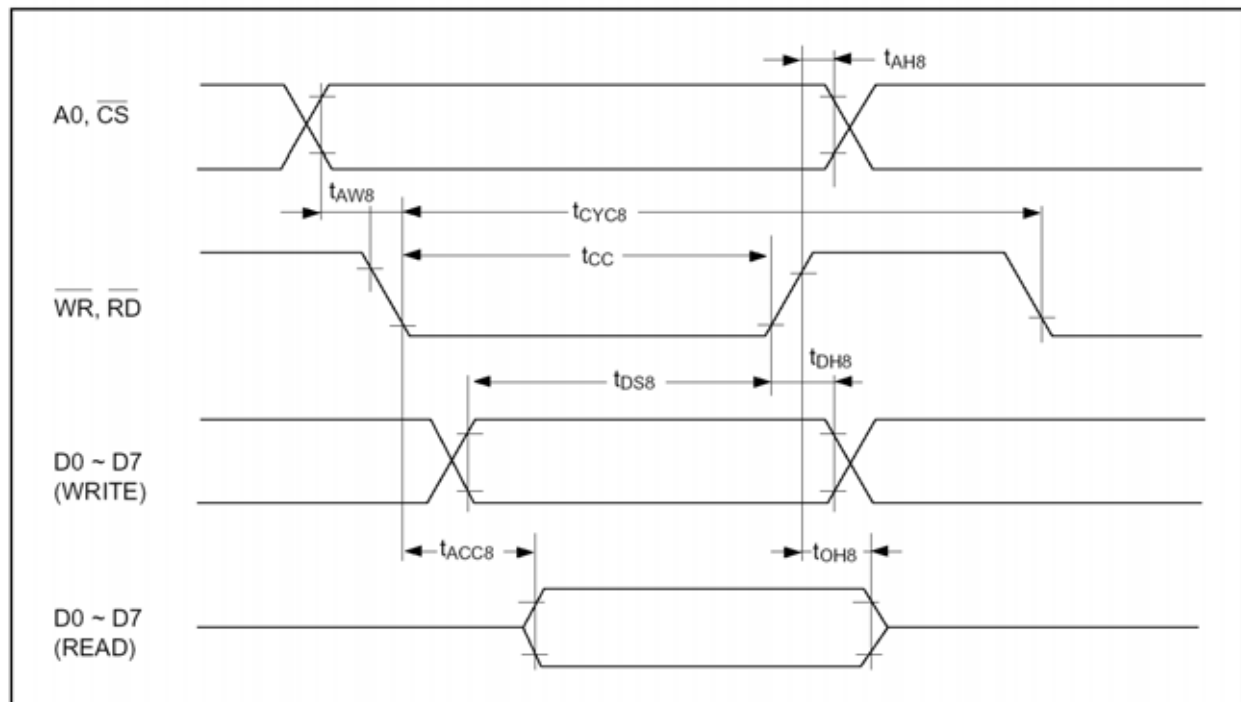 tAH8
A0, CS
tAW8
tCYC8
tCC
WR, RD
tDH8
tDS8
D0 ~ D7
(WRITE)
tACC8
tOH8
D0 ~ D7
(READ)